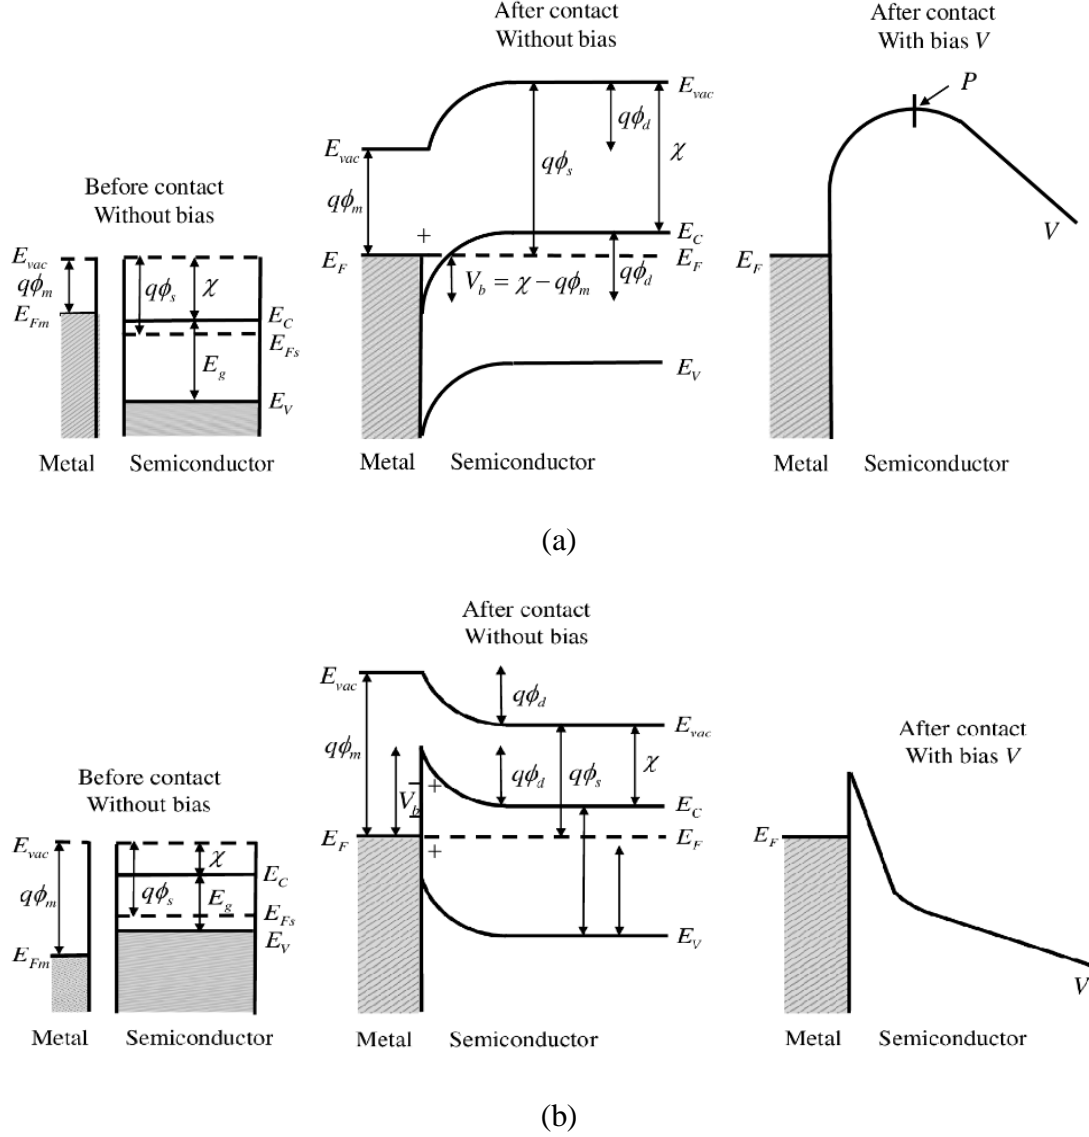 After contact
Without bias
After contact
With bias V
P
E_vac
qϕ_d
χ
E_vac
qϕ_s
Before contact
Without bias
qϕ_m
V
E_vac
+
E_C
E_F
E_F
V_b = χ − qϕ_m
qϕ_d
E_F
qϕ_m
qϕ_s
χ
E_Fm
E_C
E_Fs
E_g
E_V
E_V
Metal
Semiconductor
Metal
Semiconductor
Metal
Semiconductor
(a)
After contact
Without bias
E_vac
qϕ_d
E_vac
After contact
With bias V
qϕ_m
qϕ_d
qϕ_s
χ
Before contact
Without bias
V_b
+
E_C
E_F
E_F
E_F
+
E_vac
χ
E_C
qϕ_m
qϕ_s
E_g
E_Fs
E_V
E_V
E_Fm
V
Metal
Semiconductor
Metal
Semiconductor
Metal
Semiconductor
(b)